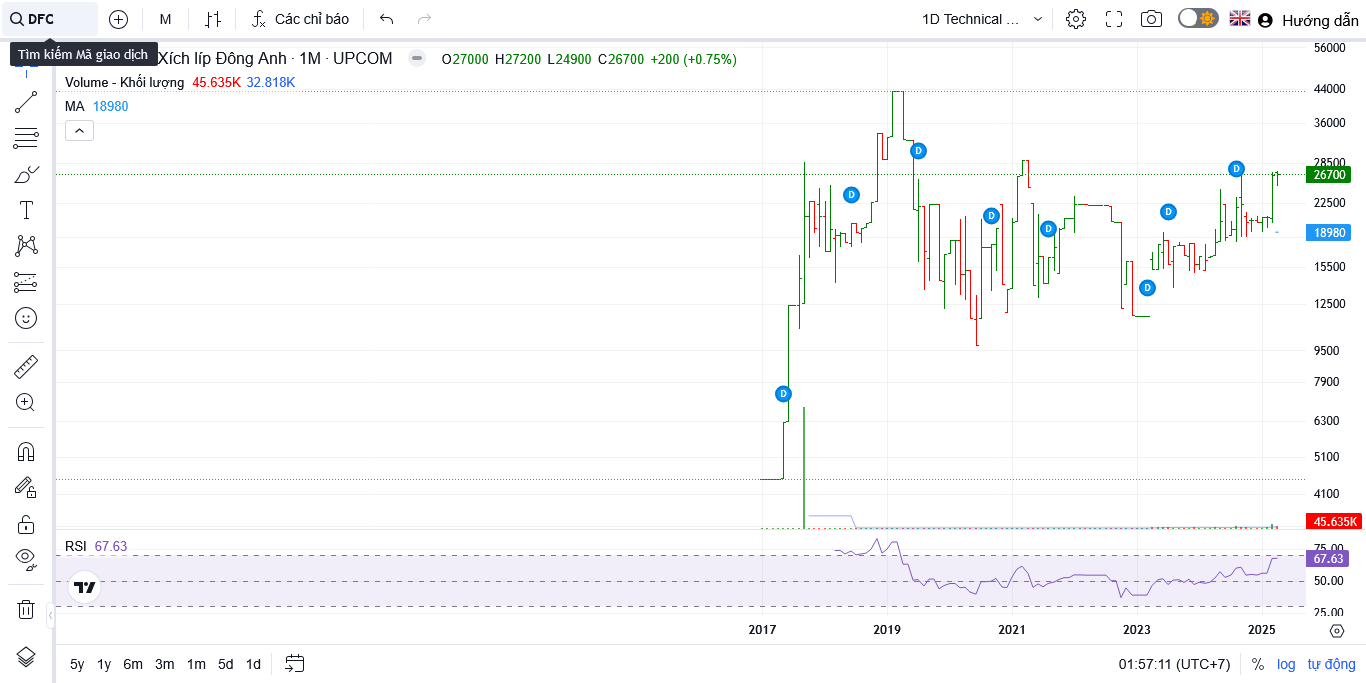 DFC
M
Các chỉ báo
1D Technical ...
Hướng dẫn
Tìm kiếm Mã giao dịch
Xích líp Đông Anh · 1M · UPCOM
O27000 H27200 L24900 C26700 +200 (+0.75%)
Volume - Khối lượng 45.635K 32.818K
MA 18980
56000
44000
36000
28500
26700
22500
18980
15500
12500
9500
7900
6300
5100
4100
45.635K
D
D
D
D
D
D
D
D
RSI 67.63
75.00
67.63
50.00
25.00
2017
2019
2021
2023
2025
5y 1y 6m 3m 1m 5d 1d
01:57:11 (UTC+7)
% log tự động